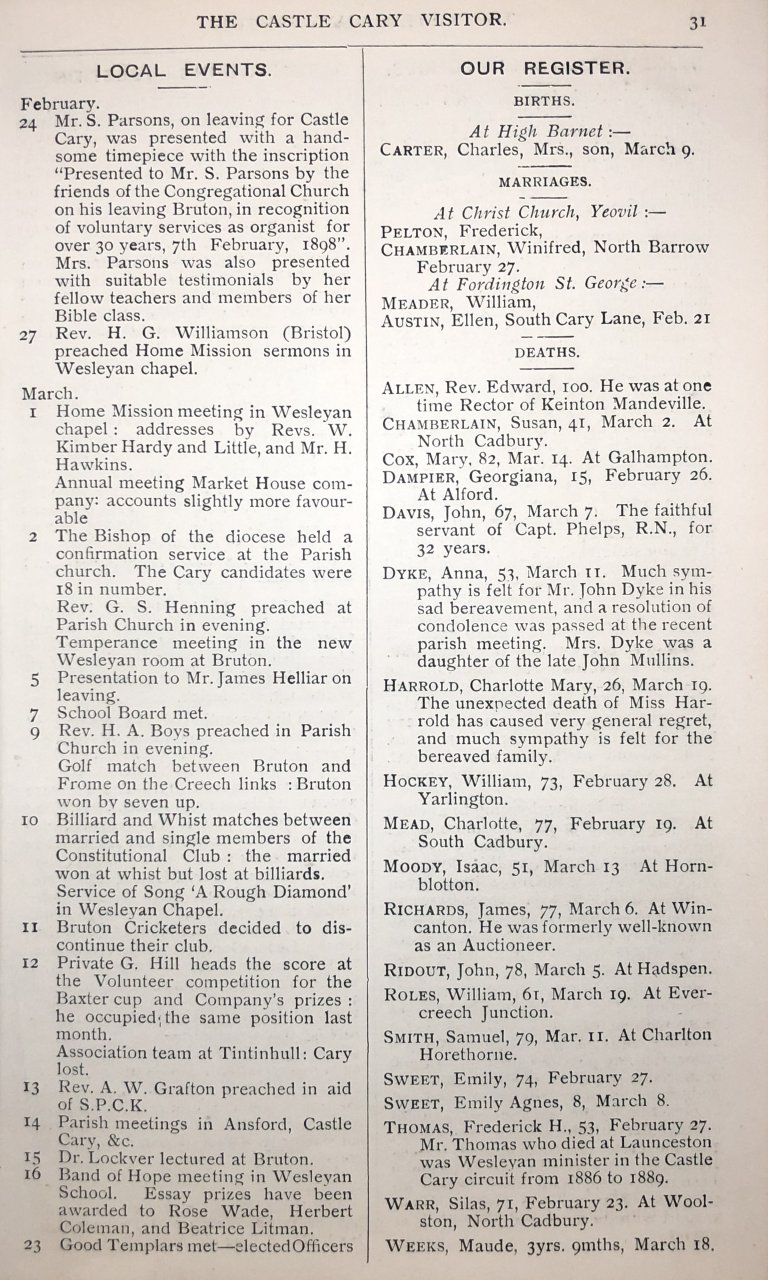 THE CASTLE CARY VISITOR.
31
LOCAL EVENTS.
February.
24 Mr. S. Parsons, on leaving for Castle
Cary, was presented with a hand-
some timepiece with the inscription
“Presented to Mr. S. Parsons by the
friends of the Congregational Church
on his leaving Bruton, in recognition
of voluntary services as organist for
over 30 years, 7th February, 1898”.
Mrs. Parsons was also presented
with suitable testimonials by her
fellow teachers and members of her
Bible class.
27 Rev. H. G. Williamson (Bristol)
preached Home Mission sermons in
Wesleyan chapel.
March.
1 Home Mission meeting in Wesleyan
chapel : addresses by Revs. W.
Kimber Hardy and Little, and Mr. H.
Hawkins.
Annual meeting Market House com-
pany: accounts slightly more favour-
able
2 The Bishop of the diocese held a
confirmation service at the Parish
church. The Cary candidates were
18 in number.
Rev. G. S. Henning preached at
Parish Church in evening.
Temperance meeting in the new
Wesleyan room at Bruton.
5 Presentation to Mr. James Helliar on
leaving.
7 School Board met.
9 Rev. H. A. Boys preached in Parish
Church in evening.
Golf match between Bruton and
Frome on the Creech links : Bruton
won by seven up.
10 Billiard and Whist matches between
married and single members of the
Constitutional Club : the married
won at whist but lost at billiards.
Service of Song ‘A Rough Diamond’
in Wesleyan Chapel.
11 Bruton Cricketers decided to dis-
continue their club.
12 Private G. Hill heads the score at
the Volunteer competition for the
Baxter cup and Company’s prizes :
he occupied the same position last
month.
Association team at Tintinhull: Cary
lost.
13 Rev. A. W. Grafton preached in aid
of S.P.C.K.
14 Parish meetings in Ansford, Castle
Cary, &c.
15 Dr. Lockyer lectured at Bruton.
16 Band of Hope meeting in Wesleyan
School. Essay prizes have been
awarded to Rose Wade, Herbert
Coleman, and Beatrice Litman.
23 Good Templars met—elected Officers
OUR REGISTER.
BIRTHS.
At High Barnet :—
CARTER, Charles, Mrs., son, March 9.
MARRIAGES.
At Christ Church, Yeovil :—
PELTON, Frederick,
CHAMBERLAIN, Winifred, North Barrow
February 27.
At Fordington St. George :—
MEADER, William,
AUSTIN, Ellen, South Cary Lane, Feb. 21
DEATHS.
ALLEN, Rev. Edward, 100. He was at one
time Rector of Keinton Mandeville.
CHAMBERLAIN, Susan, 41, March 2. At
North Cadbury.
COX, Mary, 82, Mar. 14. At Galhampton.
DAMPIER, Georgiana, 15, February 26.
At Alford.
DAVIS, John, 67, March 7. The faithful
servant of Capt. Phelps, R.N., for
32 years.
DYKE, Anna, 53, March 11. Much sym-
pathy is felt for Mr. John Dyke in his
sad bereavement, and a resolution of
condolence was passed at the recent
parish meeting. Mrs. Dyke was a
daughter of the late John Mullins.
HARROLD, Charlotte Mary, 26, March 19.
The unexpected death of Miss Har-
rold has caused very general regret,
and much sympathy is felt for the
bereaved family.
HOCKEY, William, 73, February 28. At
Yarlington.
MEAD, Charlotte, 77, February 19. At
South Cadbury.
MOODY, Isaac, 51, March 13 At Horn-
blotton.
RICHARDS, James, 77, March 6. At Win-
canton. He was formerly well-known
as an Auctioneer.
RIDOUT, John, 78, March 5. At Hadspen.
ROLES, William, 61, March 19. At Ever-
creech Junction.
SMITH, Samuel, 79, Mar. 11. At Charlton
Horethorne.
SWEET, Emily, 74, February 27.
SWEET, Emily Agnes, 8, March 8.
THOMAS, Frederick H., 53, February 27.
Mr. Thomas who died at Launceston
was Wesleyan minister in the Castle
Cary circuit from 1886 to 1889.
WARR, Silas, 71, February 23. At Wool-
ston, North Cadbury.
WEEKS, Maude, 3yrs. 9mths, March 18.